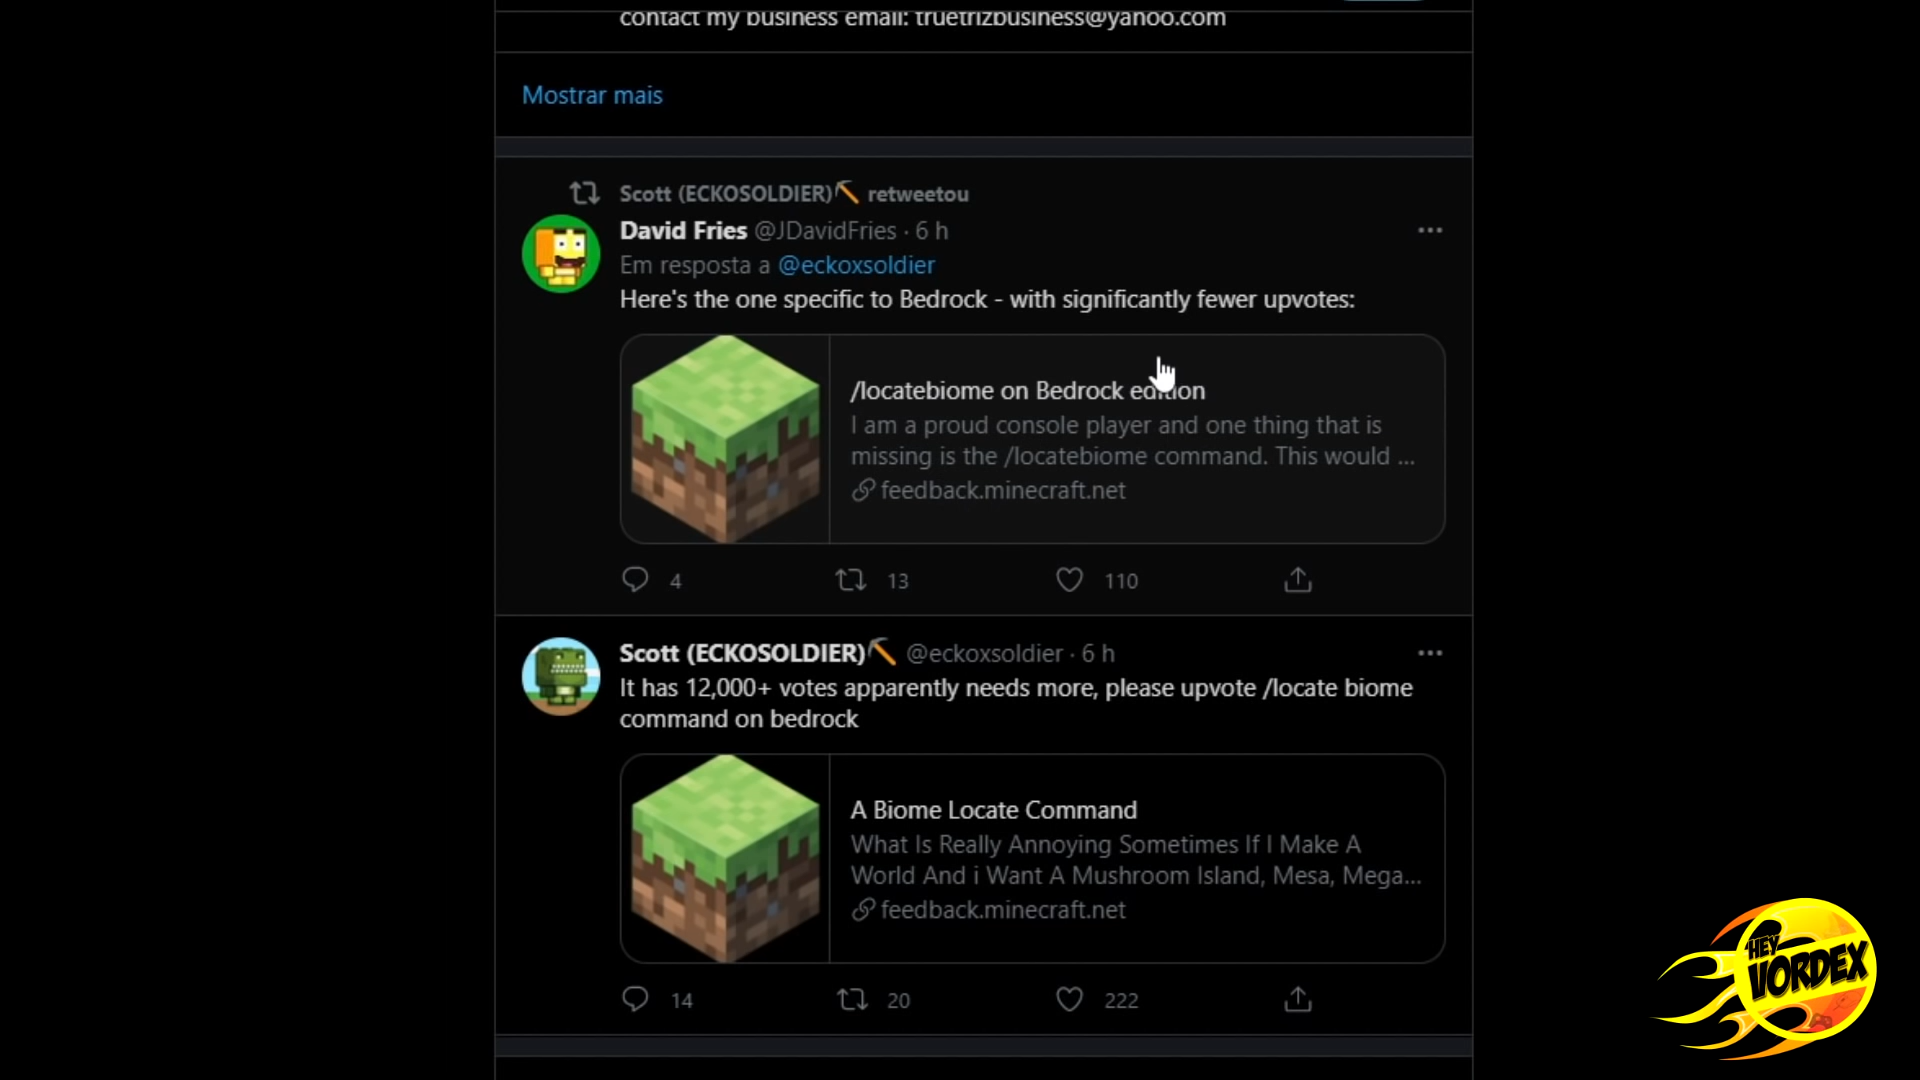 contact my business email: truetrizbusiness@yahoo.com
Mostrar mais
Scott (ECKOSOLDIER) retweetou
David Fries @JDavidFries · 6 h
Em resposta a @eckoxsoldier
Here's the one specific to Bedrock - with significantly fewer upvotes:
/locatebiome on Bedrock edition
I am a proud console player and one thing that is
missing is the /locatebiome command. This would ...
feedback.minecraft.net
4 13 110
Scott (ECKOSOLDIER) @eckoxsoldier · 6 h
It has 12,000+ votes apparently needs more, please upvote /locate biome
command on bedrock
A Biome Locate Command
What Is Really Annoying Sometimes If I Make A
World And i Want A Mushroom Island, Mesa, Mega...
feedback.minecraft.net
14 20 222
HEY
VORDEX